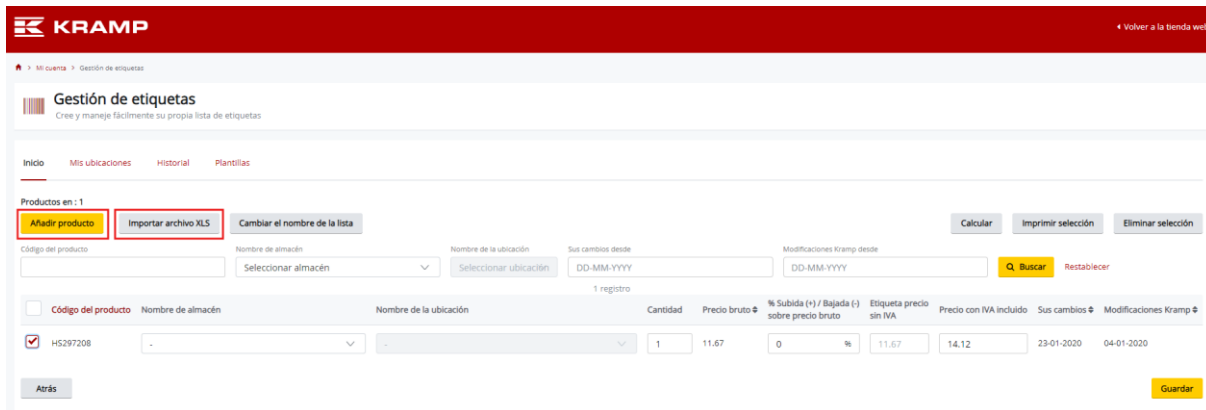 KRAMP
Volver a la tienda web
> Mi cuenta > Gestión de etiquetas
Gestión de etiquetas
Cree y maneje fácilmente su propia lista de etiquetas
Inicio Mis ubicaciones Historial Plantillas
Productos en : 1
Añadir producto Importar archivo XLS Cambiar el nombre de la lista Calcular Imprimir selección Eliminar selección
Código del producto Nombre de almacén Nombre de la ubicación Sus cambios desde Modificaciones Kramp desde
Seleccionar almacén Seleccionar ubicación DD-MM-YYYY DD-MM-YYYY Buscar Restablecer
1 registro
Código del producto Nombre de almacén Nombre de la ubicación Cantidad Precio bruto % Subida (+) / Bajada (-) sobre precio bruto Etiqueta precio sin IVA Precio con IVA incluido Sus cambios Modificaciones Kramp
HS297208 - - 1 11.67 0 % 11.67 14.12 23-01-2020 04-01-2020
Atrás Guardar